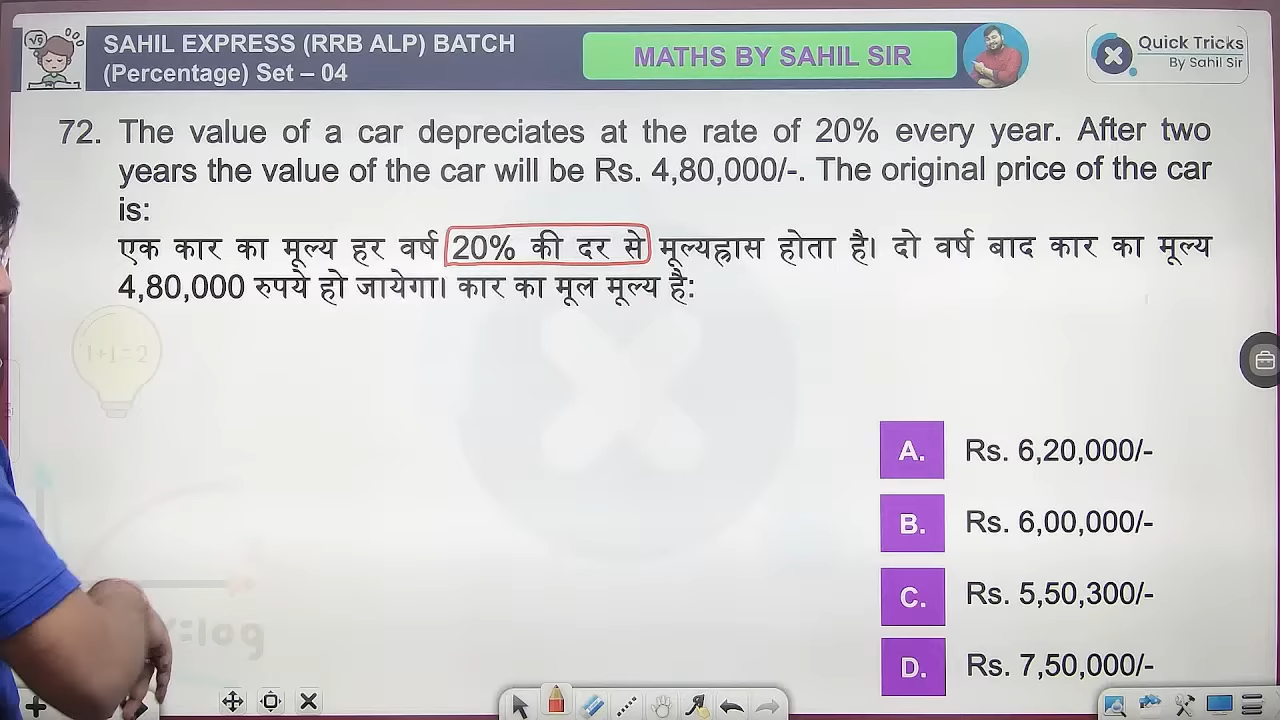 SAHIL EXPRESS (RRB ALP) BATCH
(Percentage) Set – 04
MATHS BY SAHIL SIR
Quick Tricks
By Sahil Sir
72. The value of a car depreciates at the rate of 20% every year. After two
years the value of the car will be Rs. 4,80,000/-. The original price of the car
is:
एक कार का मूल्य हर वर्ष 20% की दर से मूल्यह्रास होता है। दो वर्ष बाद कार का मूल्य
4,80,000 रुपये हो जायेगा। कार का मूल मूल्य है:
1+1=2
A. Rs. 6,20,000/-
B. Rs. 6,00,000/-
C. Rs. 5,50,300/-
D. Rs. 7,50,000/-